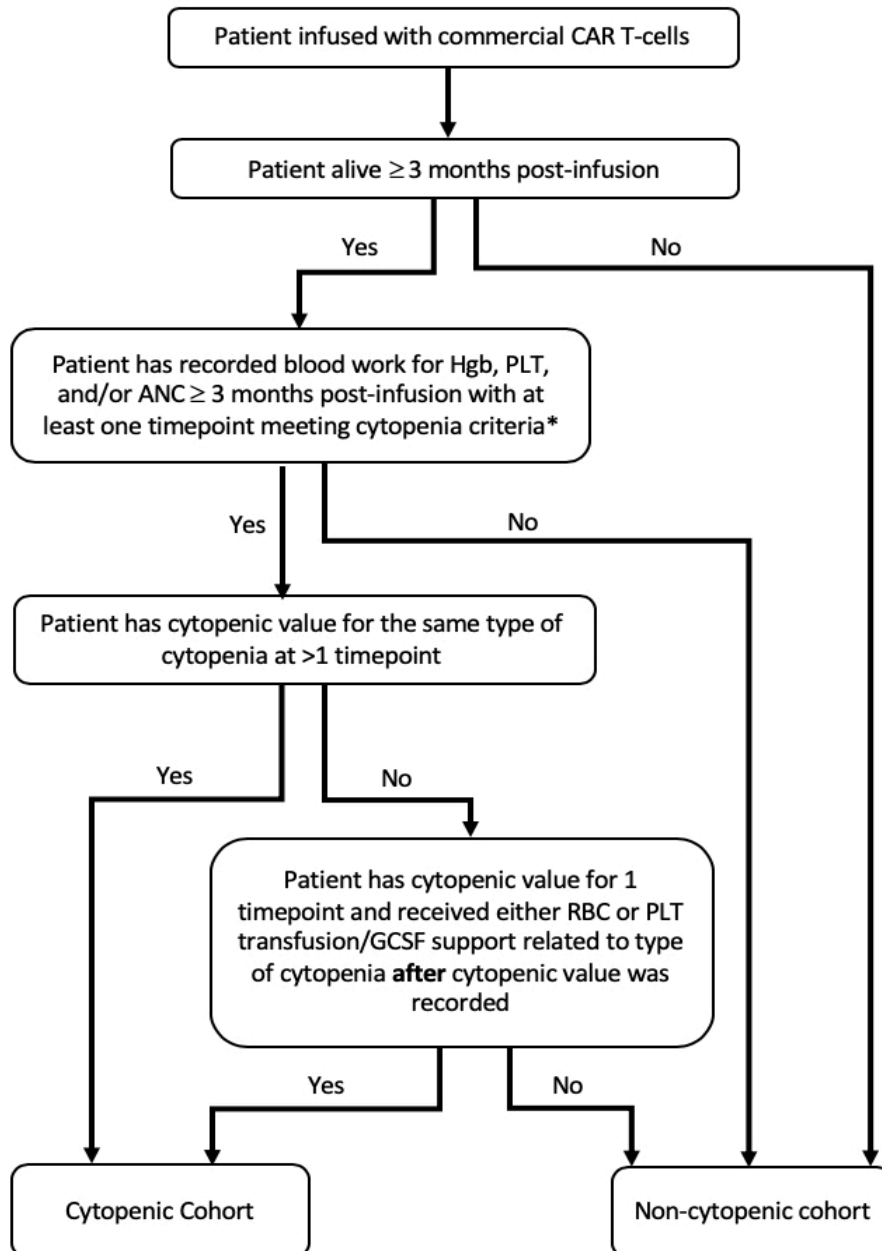 Patient infused with commercial CAR T-cells
Patient alive ≥ 3 months post-infusion
Yes
No
Patient has recorded blood work for Hgb, PLT,
and/or ANC ≥ 3 months post-infusion with at
least one timepoint meeting cytopenia criteria*
Yes
No
Patient has cytopenic value for the same type of
cytopenia at >1 timepoint
Yes
No
Patient has cytopenic value for 1
timepoint and received either RBC or PLT
transfusion/GCSF support related to type
of cytopenia after cytopenic value was
recorded
Yes
No
Cytopenic Cohort
Non-cytopenic cohort